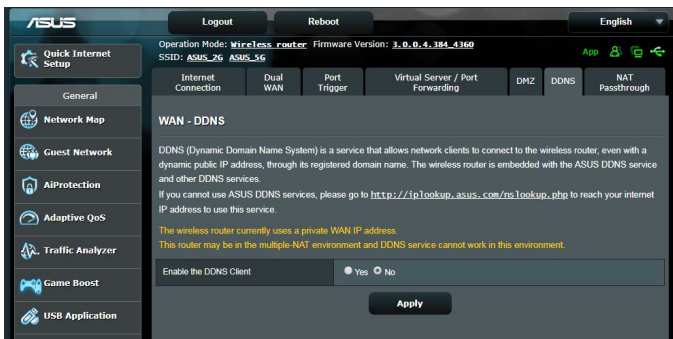 ASUS
Logout
Reboot
English
Quick Internet
Setup
General
Network Map
Guest Network
AiProtection
Adaptive QoS
Traffic Analyzer
Game Boost
USB Application
Operation Mode: Wireless router Firmware Version: 3.0.0.4.384_4360
SSID: ASUS_2G ASUS_5G
App
Internet
Connection
Dual
WAN
Port
Trigger
Virtual Server / Port
Forwarding
DMZ
DDNS
NAT
Passthrough
WAN - DDNS
DDNS (Dynamic Domain Name System) is a service that allows network clients to connect to the wireless router, even with a
dynamic public IP address, through its registered domain name. The wireless router is embedded with the ASUS DDNS service
and other DDNS services.
If you cannot use ASUS DDNS services, please go to http://iplookup.asus.com/nslookup.php to reach your internet
IP address to use this service.
The wireless router currently uses a private WAN IP
address.
This router may be in the multiple-NAT environment and DDNS service cannot work in this environment.
Enable the DDNS Client
Yes No
Apply